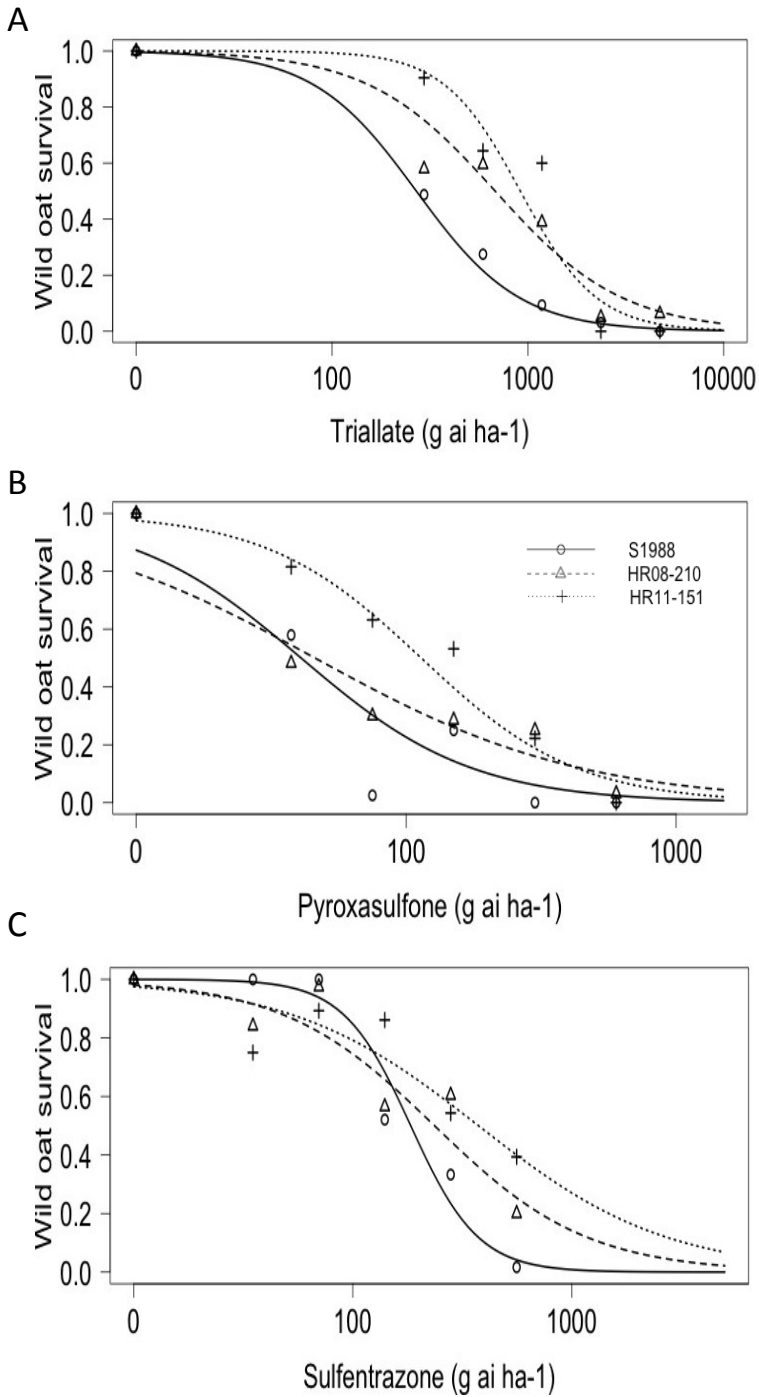 A
1.0
0.8
0.6
0.4
0.2
0.0
Wild oat survival
0 100 1000 10000
Triallate (g ai ha-1)
B
1.0
0.8
0.6
0.4
0.2
0.0
Wild oat survival
S1988
HR08-210
HR11-151
0 100 1000
Pyroxasulfone (g ai ha-1)
C
1.0
0.8
0.6
0.4
0.2
0.0
Wild oat survival
0 100 1000
Sulfentrazone (g ai ha-1)